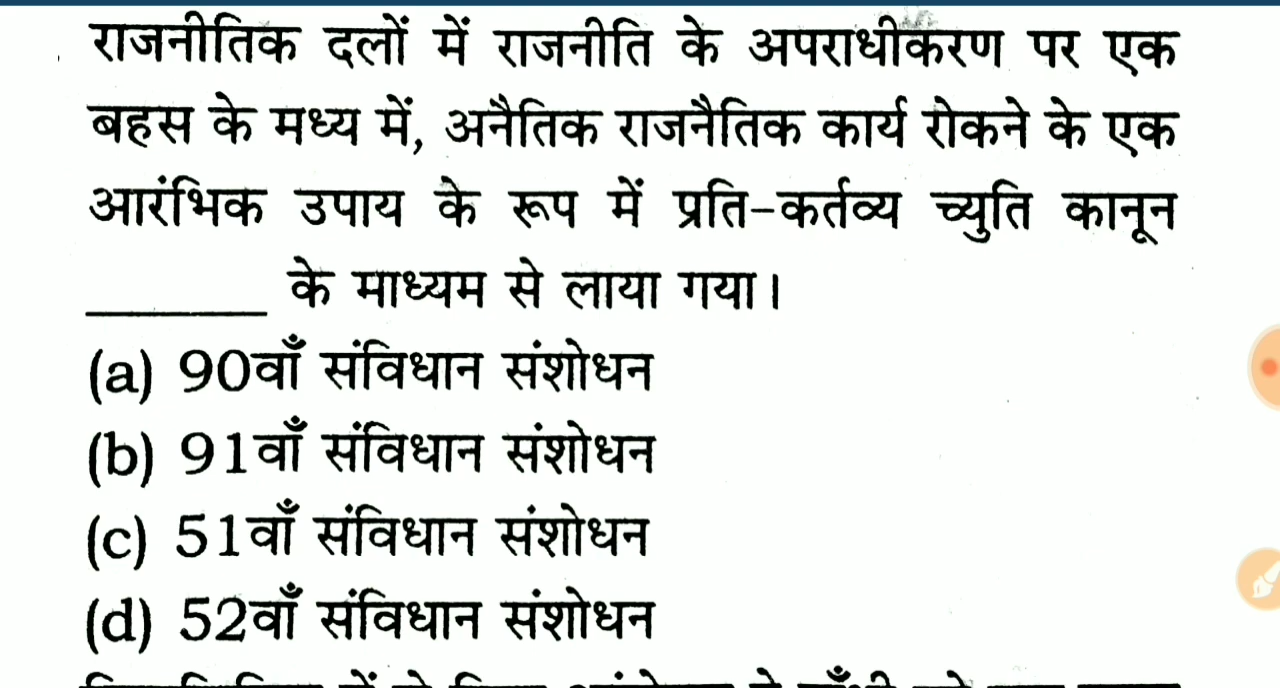 राजनीतिक दलों में राजनीति के अपराधीकरण पर एक
बहस के मध्य में, अनैतिक राजनैतिक कार्य रोकने के एक
आरंभिक उपाय के रूप में प्रति-कर्तव्य च्युति कानून
________ के माध्यम से लाया गया।
(a) 90वाँ संविधान संशोधन
(b) 91वाँ संविधान संशोधन
(c) 51वाँ संविधान संशोधन
(d) 52वाँ संविधान संशोधन